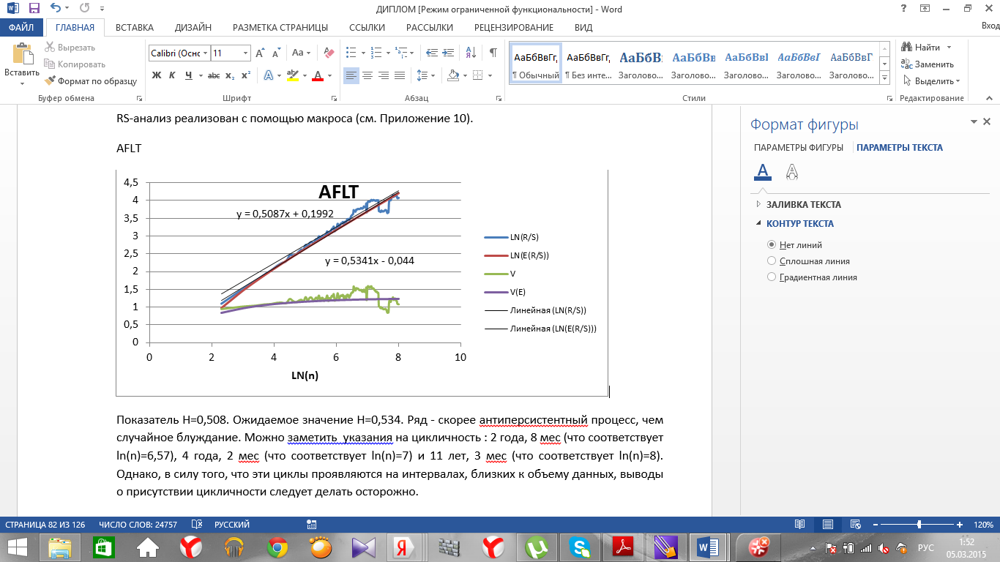 ДИПЛОМ [Режим ограниченной функциональности] - Word
ФАЙЛ ГЛАВНАЯ ВСТАВКА ДИЗАЙН РАЗМЕТКА СТРАНИЦЫ ССЫЛКИ РАССЫЛКИ РЕЦЕНЗИРОВАНИЕ ВИД Вход
Вставить
Вырезать
Копировать
Формат по образцу
Буфер обмена
Calibri (Оснс 11
Ж К Ч abc x₂ x²
Шрифт
Абзац
АаБбВвГг, АаБбВвГг, АаБбВ: АаБбВв АаБбВвІ АаБбВвГ АаБбВвГ
¶ Обычный ¶ Без инте... Заголово... Заголово... Заголово... Заголово... Заголово...
Стили
Найти
Заменить
Выделить
Редактирование
RS-анализ реализован с помощью макроса (см. Приложение 10).
AFLT
AFLT
y = 0,5087x + 0,1992
y = 0,5341x - 0,044
4,5
4
3,5
3
2,5
2
1,5
1
0,5
0
0 2 4 6 8 10
LN(n)
LN(R/S)
LN(E(R/S))
V
V(E)
Линейная (LN(R/S))
Линейная (LN(E(R/S)))
Показатель H=0,508. Ожидаемое значение H=0,534. Ряд - скорее антиперсистентный процесс, чем
случайное блуждание. Можно заметить  указания на цикличность : 2 года, 8 мес (что соответствует
ln(n)=6,57), 4 года, 2 мес (что соответствует ln(n)=7) и 11 лет, 3 мес (что соответствует ln(n)=8).
Однако, в силу того, что эти циклы проявляются на интервалах, близких к объему данных, выводы
о присутствии цикличности следует делать осторожно.
Формат фигуры
ПАРАМЕТРЫ ФИГУРЫ ПАРАМЕТРЫ ТЕКСТА
ЗАЛИВКА ТЕКСТА
КОНТУР ТЕКСТА
Нет линий
Сплошная линия
Градиентная линия
СТРАНИЦА 82 ИЗ 126 ЧИСЛО СЛОВ: 24757 РУССКИЙ 120%
РУС
1:52
05.03.2015